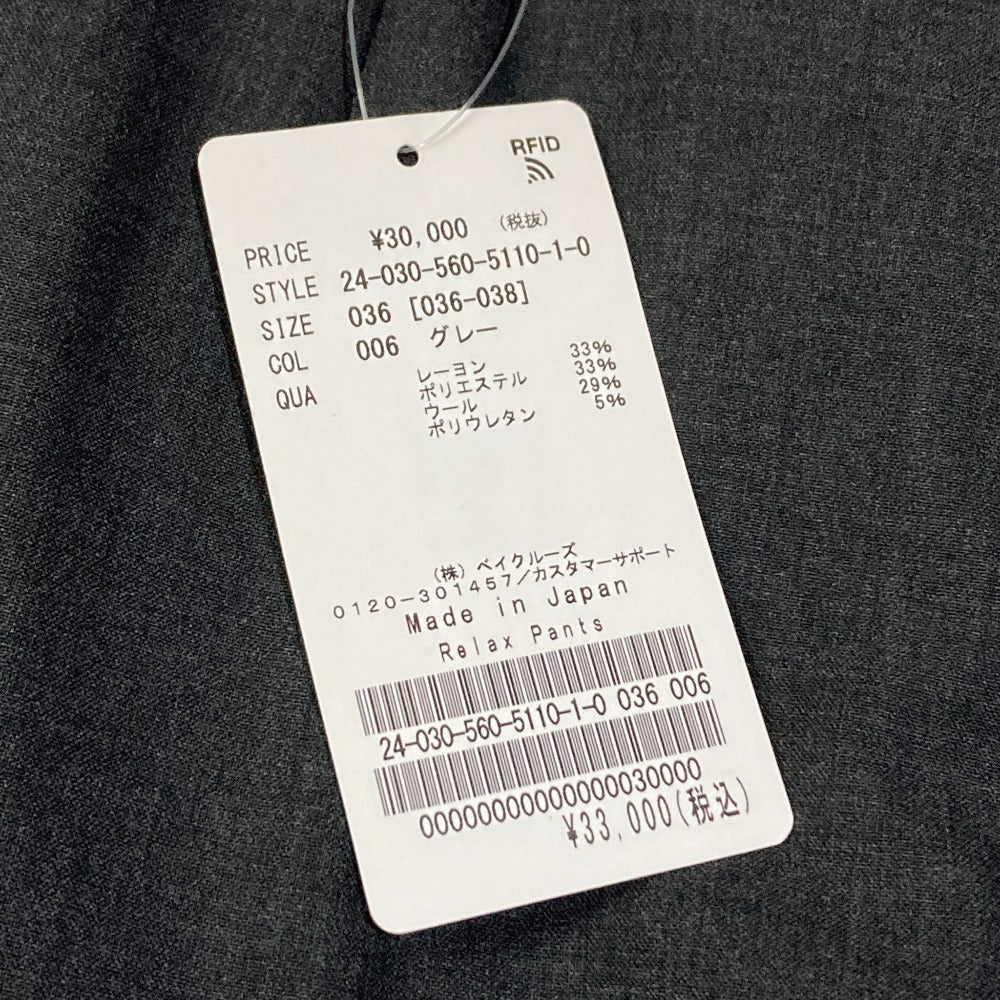 RFID
PRICE ¥30,000 (税抜)
STYLE 24-030-560-5110-1-0
SIZE 036 [036-038]
COL 006 グレー
QUA レーヨン 33%
ポリエステル 33%
ウール 29%
ポリウレタン 5%
(株) ベイクルーズ
0120-301457/カスタマーサポート
Made in Japan
Relax Pants
24-030-560-5110-1-0 036 006
0000000000000000030000
¥33,000(税込)